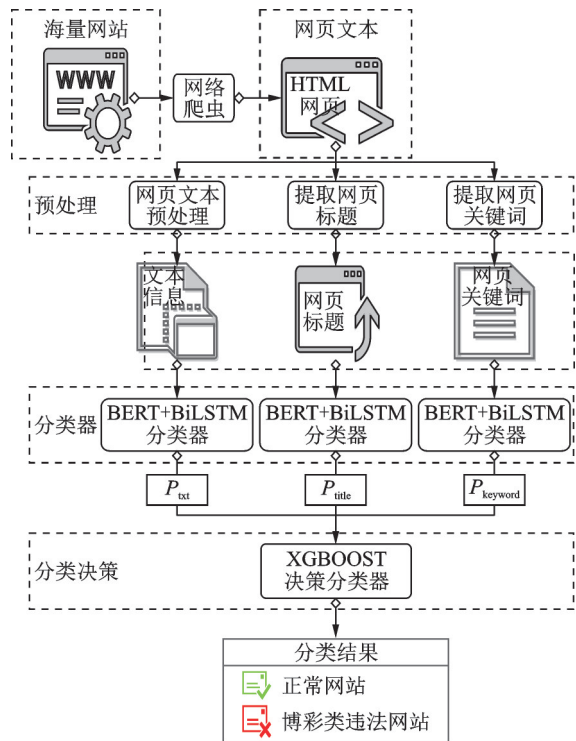 海量网站
网页文本
WWW
网络
爬虫
HTML
网页
预处理
网页文本
预处理
提取网页
标题
提取网页
关键词
文本
信息
网页
标题
网页
关键词
分类器
BERT+BiLSTM
分类器
BERT+BiLSTM
分类器
BERT+BiLSTM
分类器
P_txt
P_title
P_keyword
分类决策
XGBOOST
决策分类器
分类结果
正常网站
博彩类违法网站